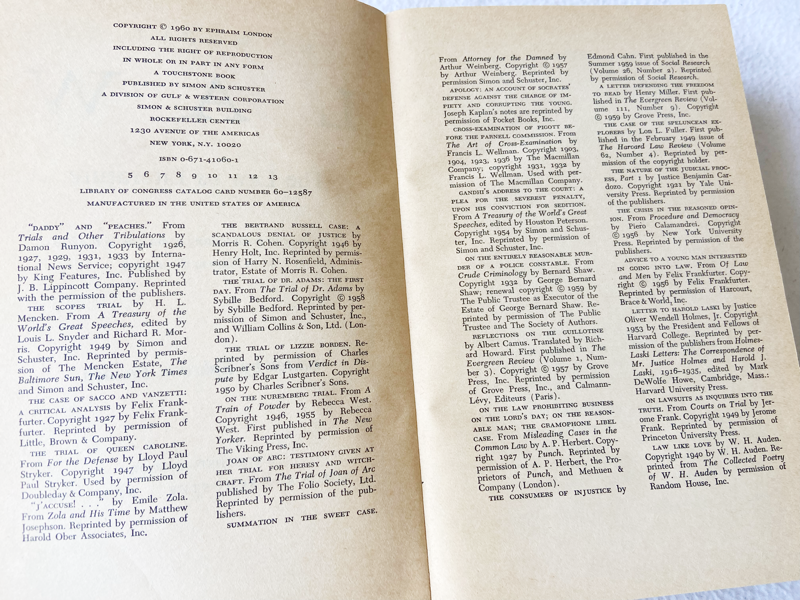 COPYRIGHT © 1960 BY EPHRAIM LONDON
ALL RIGHTS RESERVED
INCLUDING THE RIGHT OF REPRODUCTION
IN WHOLE OR IN PART IN ANY FORM
A TOUCHSTONE BOOK
PUBLISHED BY SIMON AND SCHUSTER
A DIVISION OF GULF & WESTERN CORPORATION
SIMON & SCHUSTER BUILDING
ROCKEFELLER CENTER
1230 AVENUE OF THE AMERICAS
NEW YORK, N.Y. 10020
ISBN 0-671-41060-1
5 6 7 8 9 10 11 12 13
LIBRARY OF CONGRESS CATALOG CARD NUMBER 60–12587
MANUFACTURED IN THE UNITED STATES OF AMERICA
"DADDY" AND "PEACHES." From
Trials and Other Tribulations by
Damon Runyon. Copyright 1926,
1927, 1929, 1931, 1933 by Interna-
tional News Service; copyright 1947
by King Features, Inc. Published by
J. B. Lippincott Company. Reprinted
with the permission of the publishers.
THE SCOPES TRIAL by H. L.
Mencken. From A Treasury of the
World's Great Speeches, edited by
Louis L. Snyder and Richard R. Mor-
ris. Copyright 1949 by Simon and
Schuster, Inc. Reprinted by permis-
sion of The Mencken Estate, The
Baltimore Sun, The New York Times
and Simon and Schuster, Inc.
THE CASE OF SACCO AND VANZETTI:
A CRITICAL ANALYSIS by Felix Frank-
furter. Copyright 1927 by Felix Frank-
furter. Reprinted by permission of
Little, Brown & Company.
THE TRIAL OF QUEEN CAROLINE.
From For the Defense by Lloyd Paul
Stryker. Copyright 1947 by Lloyd
Paul Stryker. Used by permission of
Doubleday & Company, Inc.
"J'ACCUSE! . . ." by Emile Zola.
From Zola and His Time by Matthew
Josephson. Reprinted by permission of
Harold Ober Associates, Inc.
THE BERTRAND RUSSELL CASE: A
SCANDALOUS DENIAL OF JUSTICE by
Morris R. Cohen. Copyright 1946 by
Henry Holt, Inc. Reprinted by permis-
sion of Harry N. Rosenfield, Adminis-
trator, Estate of Morris R. Cohen.
THE TRIAL OF DR. ADAMS: THE FIRST
DAY. From The Trial of Dr. Adams by
Sybille Bedford. Copyright © 1958
by Sybille Bedford. Reprinted by per-
mission of Simon and Schuster, Inc.,
and William Collins & Son, Ltd. (Lon-
don).
THE TRIAL OF LIZZIE BORDEN. Re-
printed by permission of Charles
Scribner's Sons from Verdict in Dis-
pute by Edgar Lustgarten. Copyright
1950 by Charles Scribner's Sons.
ON THE NUREMBERG TRIAL. From A
Train of Powder by Rebecca West.
Copyright 1946, 1955 by Rebecca
West. First published in The New
Yorker. Reprinted by permission of
The Viking Press, Inc.
JOAN OF ARC: TESTIMONY GIVEN AT
HER TRIAL FOR HERESY AND WITCH-
CRAFT. From The Trial of Joan of Arc
published by The Folio Society, Ltd.
Reprinted by permission of the pub-
lishers.
SUMMATION IN THE SWEET CASE.
From Attorney for the Damned by
Arthur Weinberg. Copyright © 1957
by Arthur Weinberg. Reprinted by
permission Simon and Schuster, Inc.
APOLOGY: AN ACCOUNT OF SOCRATES'
DEFENSE AGAINST THE CHARGE OF IM-
PIETY AND CORRUPTING THE YOUNG.
Joseph Kaplan's notes are reprinted by
permission of Pocket Books, Inc.
CROSS-EXAMINATION OF PIGOTT BE-
FORE THE PARNELL COMMISSION. From
The Art of Cross-Examination by
Francis L. Wellman. Copyright 1903,
1904, 1923, 1936 by The Macmillan
Company; copyright 1931, 1932 by
Francis L. Wellman. Used with per-
mission of The Macmillan Company.
GANDHI'S ADDRESS TO THE COURT: A
PLEA FOR THE SEVEREST PENALTY,
UPON HIS CONVICTION FOR SEDITION.
From A Treasury of the World's Great
Speeches, edited by Houston Peterson.
Copyright 1954 by Simon and Schus-
ter, Inc. Reprinted by permission of
Simon and Schuster, Inc.
ON THE ENTIRELY REASONABLE MUR-
DER OF A POLICE CONSTABLE. From
Crude Criminology by Bernard Shaw.
Copyright 1932 by George Bernard
Shaw; renewal copyright © 1959 by
The Public Trustee as Executor of the
Estate of George Bernard Shaw. Re-
printed by permission of The Public
Trustee and The Society of Authors.
REFLECTIONS ON THE GUILLOTINE
by Albert Camus. Translated by Rich-
ard Howard. First published in The
Evergreen Review (Volume 1, Num-
ber 3). Copyright © 1957 by Grove
Press, Inc. Reprinted by permission
of Grove Press, Inc., and Calmann-
Lévy, Editeurs (Paris).
ON THE LAW PROHIBITING BUSINESS
ON THE LORD'S DAY; ON THE REASON-
ABLE MAN; THE GRAMOPHONE LIBEL
CASE. From Misleading Cases in the
Common Law by A. P. Herbert. Copy-
right 1927 by Punch. Reprinted by
permission of A. P. Herbert, the Pro-
prietors of Punch, and Methuen &
Company (London).
THE CONSUMERS OF INJUSTICE by
Edmond Cahn. First published in the
Summer 1959 issue of Social Research
(Volume 26, Number 2). Reprinted
by permission of Social Research.
A LETTER DEFENDING THE FREEDOM
TO READ by Henry Miller. First pub-
lished in The Evergreen Review (Vol-
ume 111, Number 9). Copyright
© 1959 by Grove Press, Inc.
THE CASE OF THE SPELUNCEAN EX-
PLORERS by Lon L. Fuller. First pub-
lished in the February 1949 issue of
The Harvard Law Review (Volume
62, Number 4). Reprinted by per-
mission of the copyright holder.
THE NATURE OF THE JUDICIAL PROC-
ESS, Part 1 by Justice Benjamin Car-
dozo. Copyright 1921 by Yale Uni-
versity Press. Reprinted by permission
of the publishers.
THE CRISIS IN THE REASONED OPIN-
ION. From Procedure and Democracy
by Piero Calamandrei. Copyright
© 1956 by New York University
Press. Reprinted by permission of the
publishers.
ADVICE TO A YOUNG MAN INTERESTED
IN GOING INTO LAW. From Of Law
and Men by Felix Frankfurter. Copy-
right © 1956 by Felix Frankfurter.
Reprinted by permission of Harcourt,
Brace & World, Inc.
LETTER TO HAROLD LASKI by Justice
Oliver Wendell Holmes, Jr. Copyright
1953 by the President and Fellows of
Harvard College. Reprinted by per-
mission of the publishers from Holmes-
Laski Letters: The Correspondence of
Mr. Justice Holmes and Harold J.
Laski, 1916–1935, edited by Mark
DeWolfe Howe, Cambridge, Mass.:
Harvard University Press.
ON LAWSUITS AS INQUIRIES INTO THE
TRUTH. From Courts on Trial by Jer-
ome Frank. Copyright 1949 by Jerome
Frank. Reprinted by permission of
Princeton University Press.
LAW LIKE LOVE by W. H. Auden.
Copyright 1940 by W. H. Auden. Re-
printed from The Collected Poetry
of W. H. Auden by permission of
Random House, Inc.